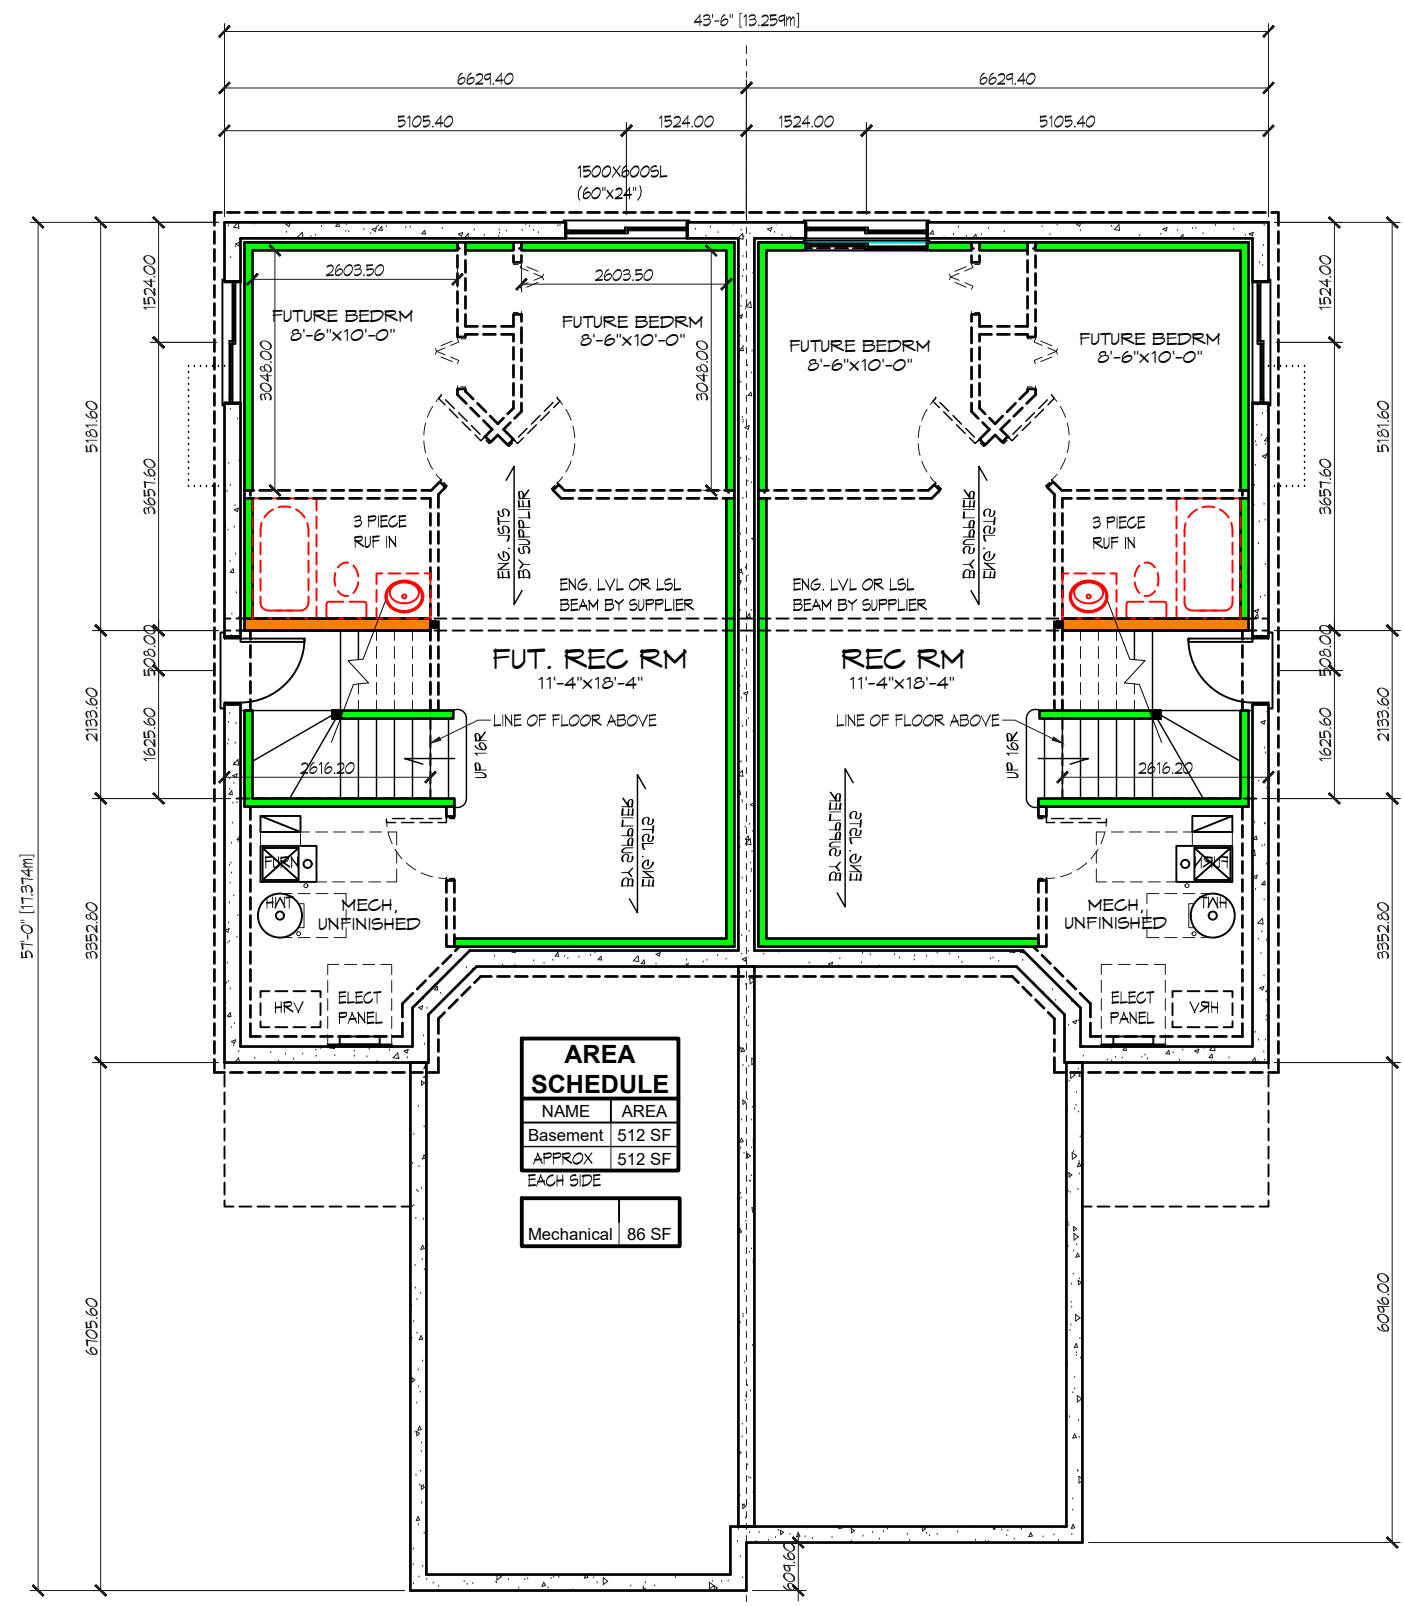 43'-6" [13.259m]
6629.40
6629.40
5105.40
1524.00
1524.00
5105.40
1500X600SL
(60"x24")
1524.00
5181.60
3657.60
508.00
2133.60
1625.60
3352.80
57'-0" [17.374m]
6705.60
2603.50
2603.50
FUTURE BEDRM
8'-6"x10'-0"
FUTURE BEDRM
8'-6"x10'-0"
FUTURE BEDRM
8'-6"x10'-0"
FUTURE BEDRM
8'-6"x10'-0"
3048.00
3048.00
1524.00
5181.60
3657.60
508.00
2133.60
1625.60
3352.80
6096.00
3 PIECE
RUF IN
ENG. JSTS
BY SUPPLIER
BY SUPPLIER
ENG. JSTS
3 PIECE
RUF IN
ENG. LVL OR LSL
BEAM BY SUPPLIER
ENG. LVL OR LSL
BEAM BY SUPPLIER
FUT. REC RM
11'-4"x18'-4"
REC RM
11'-4"x18'-4"
LINE OF FLOOR ABOVE
LINE OF FLOOR ABOVE
UP 16R
UP 16R
2616.20
2616.20
BY SUPPLIER
ENG. JSTS
BY SUPPLIER
ENG. JSTS
FURN
FURN
HWT
HWT
MECH,
UNFINISHED
MECH,
UNFINISHED
HRV
ELECT
PANEL
ELECT
PANEL
HRV
AREA
SCHEDULE
NAME AREA
Basement 512 SF
APPROX 512 SF
EACH SIDE
Mechanical 86 SF
609.60